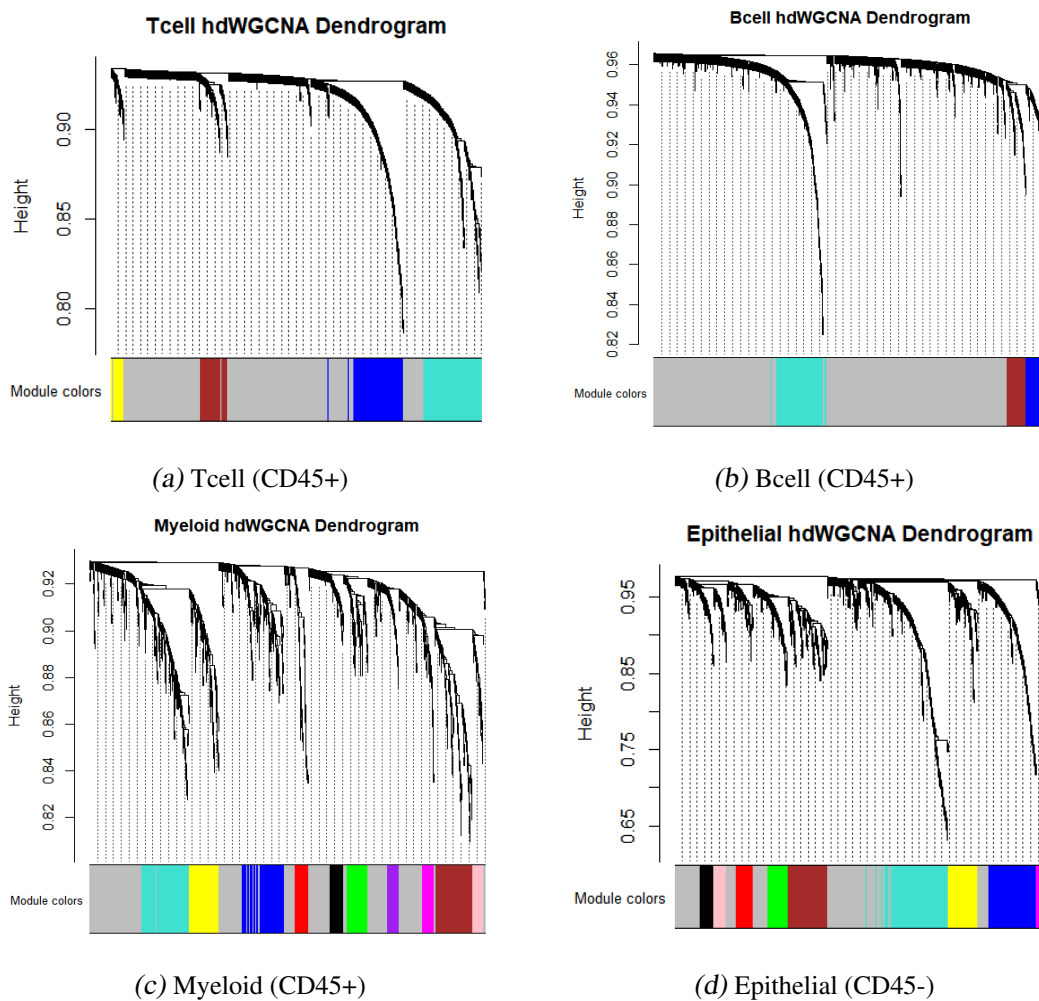 Tcell hdWGCNA Dendrogram
Height
0.90
0.85
0.80
Module colors
(a) Tcell (CD45+)
Bcell hdWGCNA Dendrogram
Height
0.96
0.94
0.92
0.90
0.88
0.86
0.84
0.82
Module colors
(b) Bcell (CD45+)
Myeloid hdWGCNA Dendrogram
Height
0.92
0.90
0.88
0.86
0.84
0.82
Module colors
(c) Myeloid (CD45+)
Epithelial hdWGCNA Dendrogram
Height
0.95
0.85
0.75
0.65
Module colors
(d) Epithelial (CD45-)